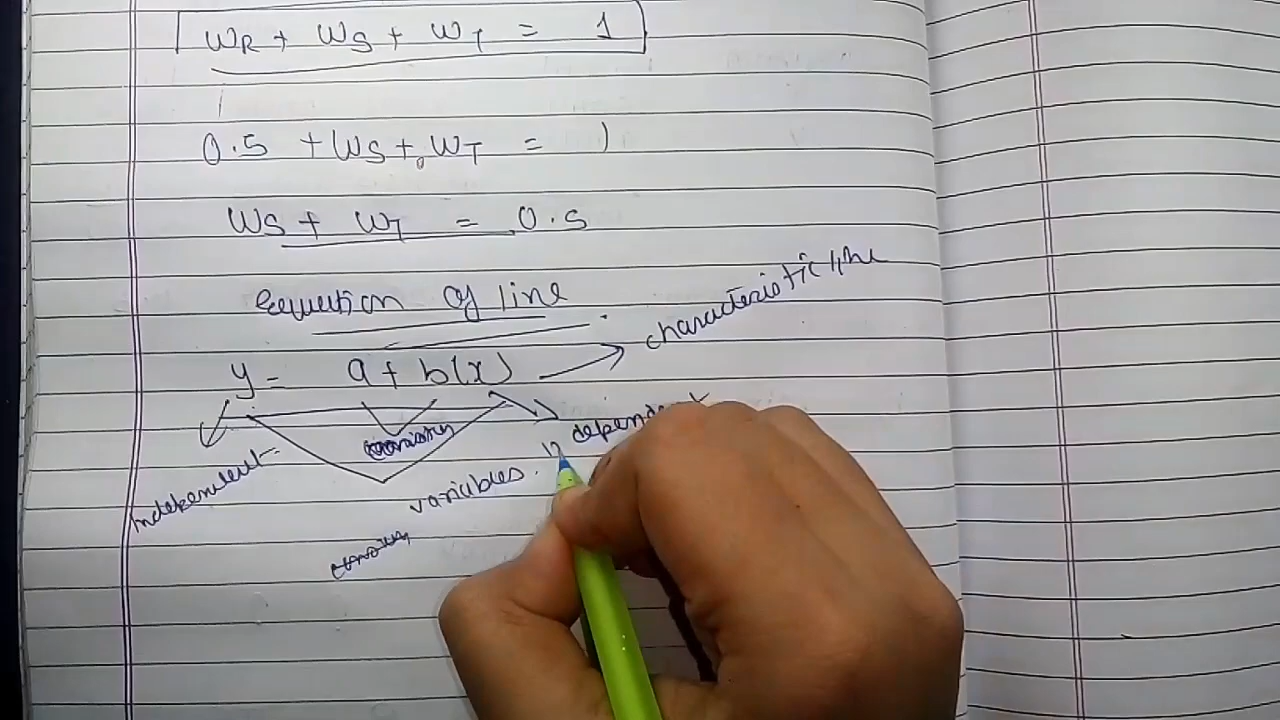 WR + WS + WT = 1
0.5 + WS + WT = 1
WS + WT = 0.5
Equation of line
y = a + b(x)
characteristic line
dependent
Independent
variables.